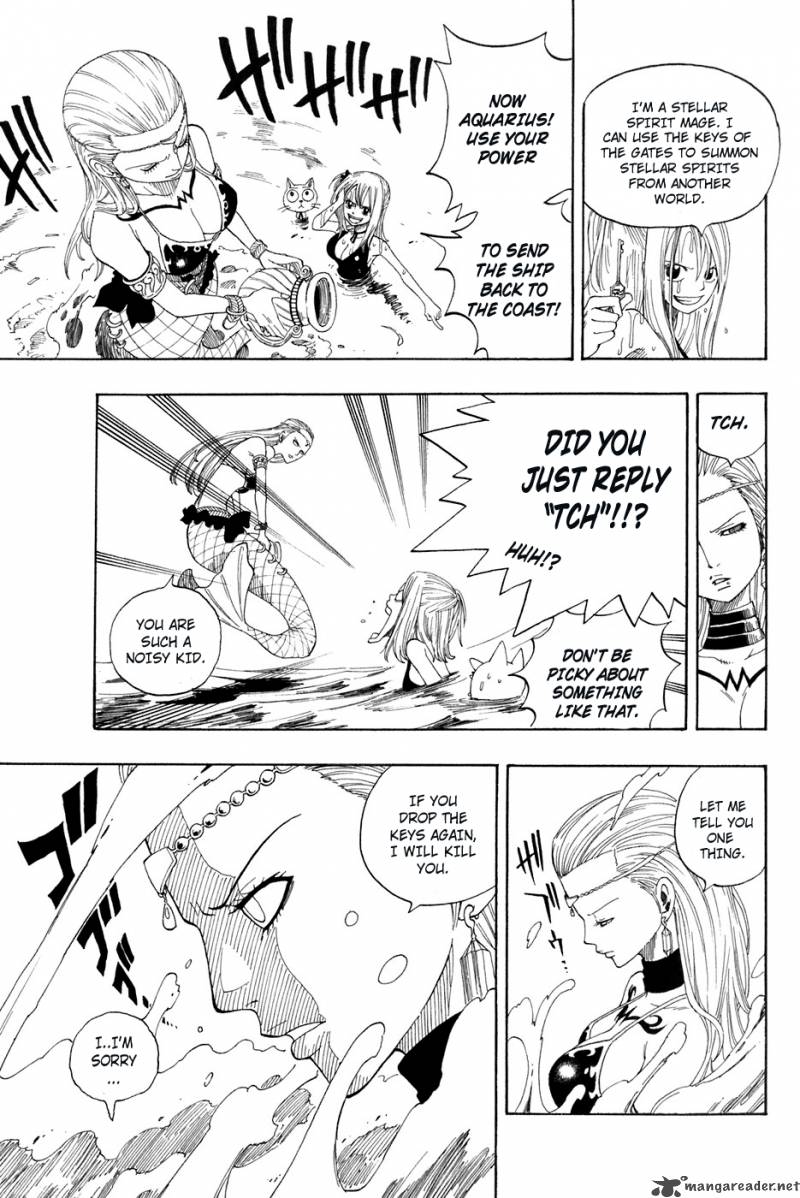 I'M A STELLAR
SPIRIT MAGE. I
CAN USE THE KEYS OF
THE GATES TO SUMMON
STELLAR SPIRITS
FROM ANOTHER
WORLD.
NOW
AQUARIUS!
USE YOUR
POWER
TO SEND
THE SHIP
BACK TO
THE COAST!
ザザザ
TCH.
DID YOU
JUST REPLY
"TCH"!!?
HUH!?
DON'T BE
PICKY ABOUT
SOMETHING
LIKE THAT.
YOU ARE
SUCH A
NOISY KID.
LET ME
TELL YOU
ONE
THING.
IF YOU
DROP THE
KEYS AGAIN,
I WILL KILL
YOU.
I..I'M
SORRY
...
mangareader.net